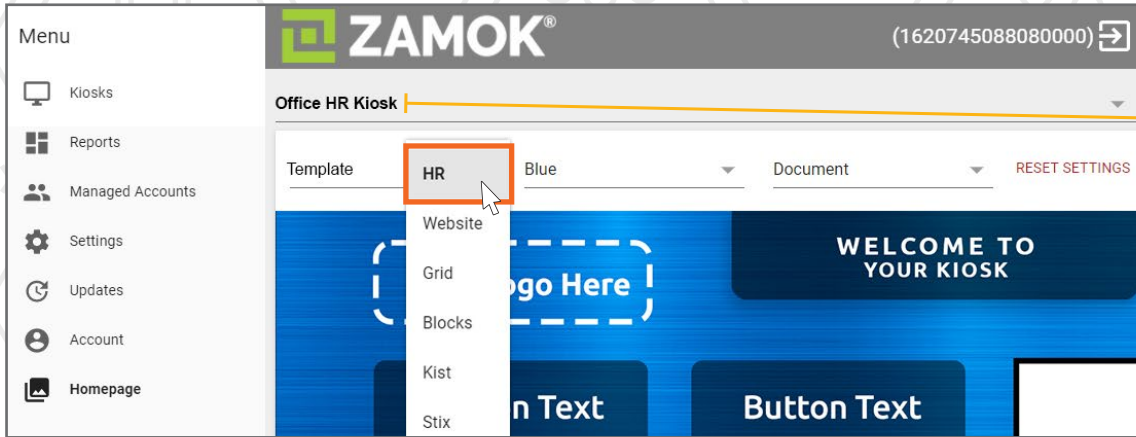 Menu
ZAMOK®
(1620745088080000)
Kiosks
Office HR Kiosk
Reports
Template
HR
Blue
Document
RESET SETTINGS
Managed Accounts
Website
Settings
WELCOME TO
YOUR KIOSK
Grid
ogo Here
Updates
Blocks
Account
Kist
Homepage
n Text
Button Text
Stix